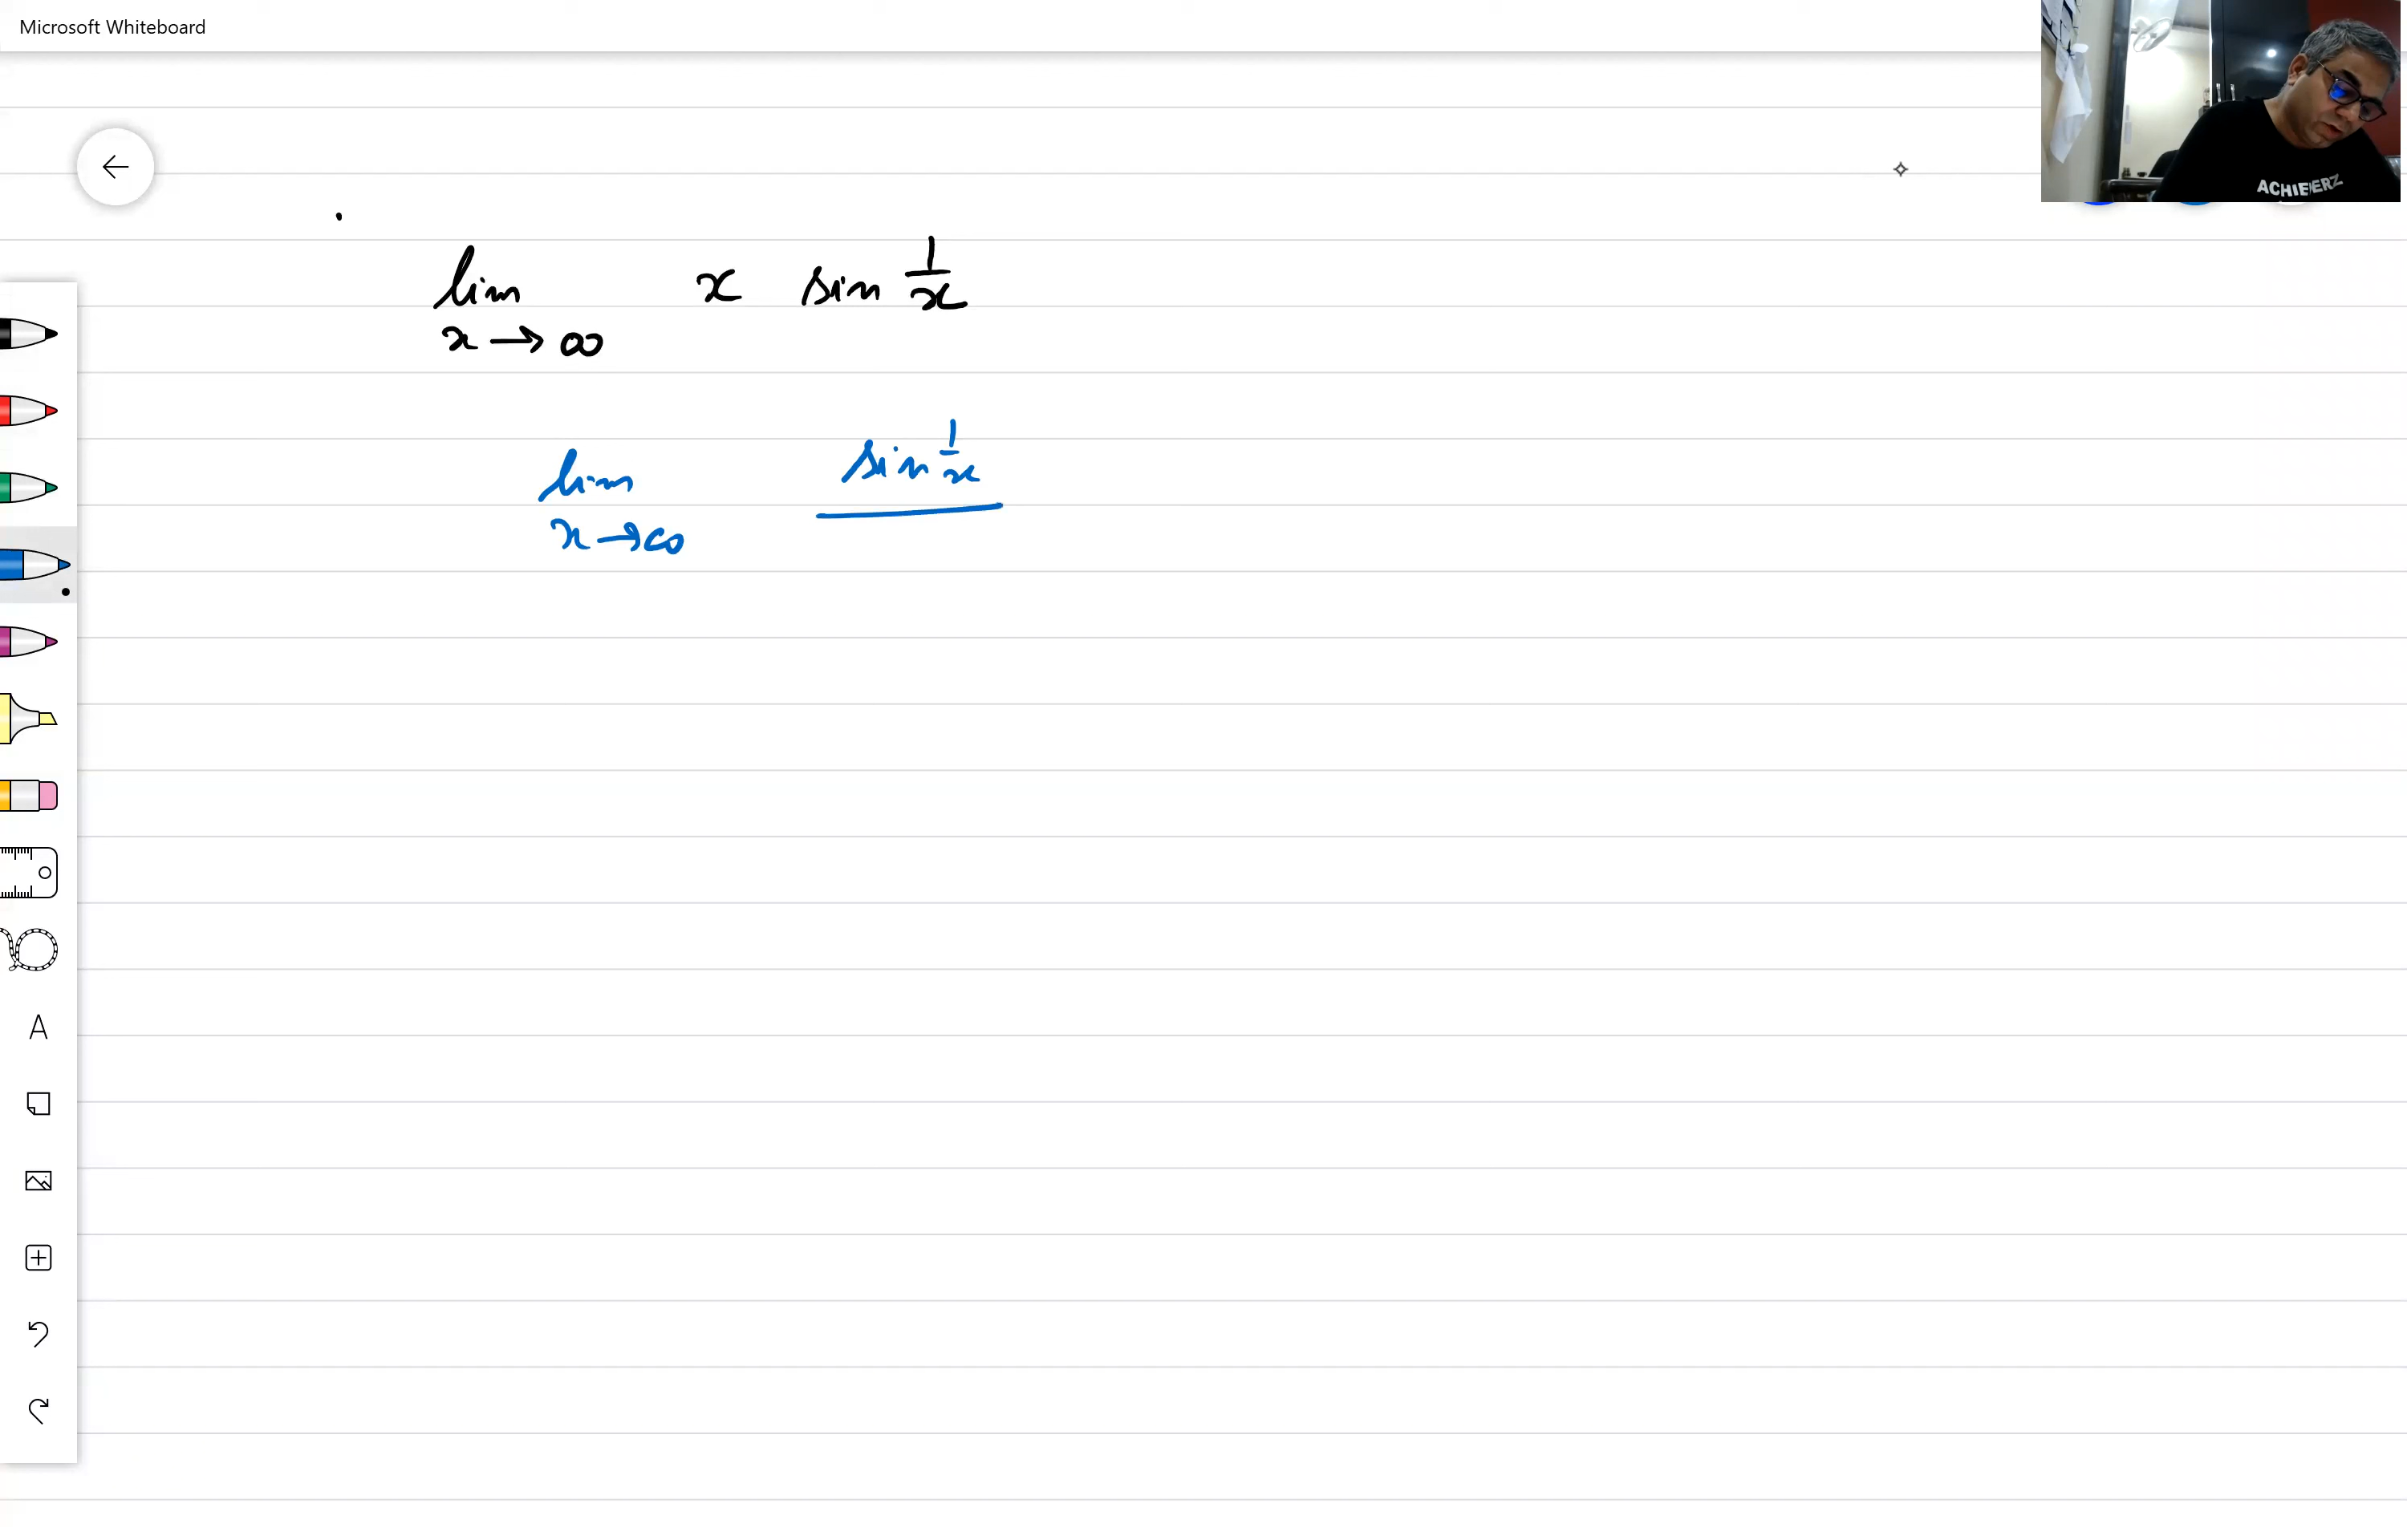 Microsoft Whiteboard
ACHIEVERZ
lim x→∞ x sin 1/x
lim x→∞ sin 1/x
A